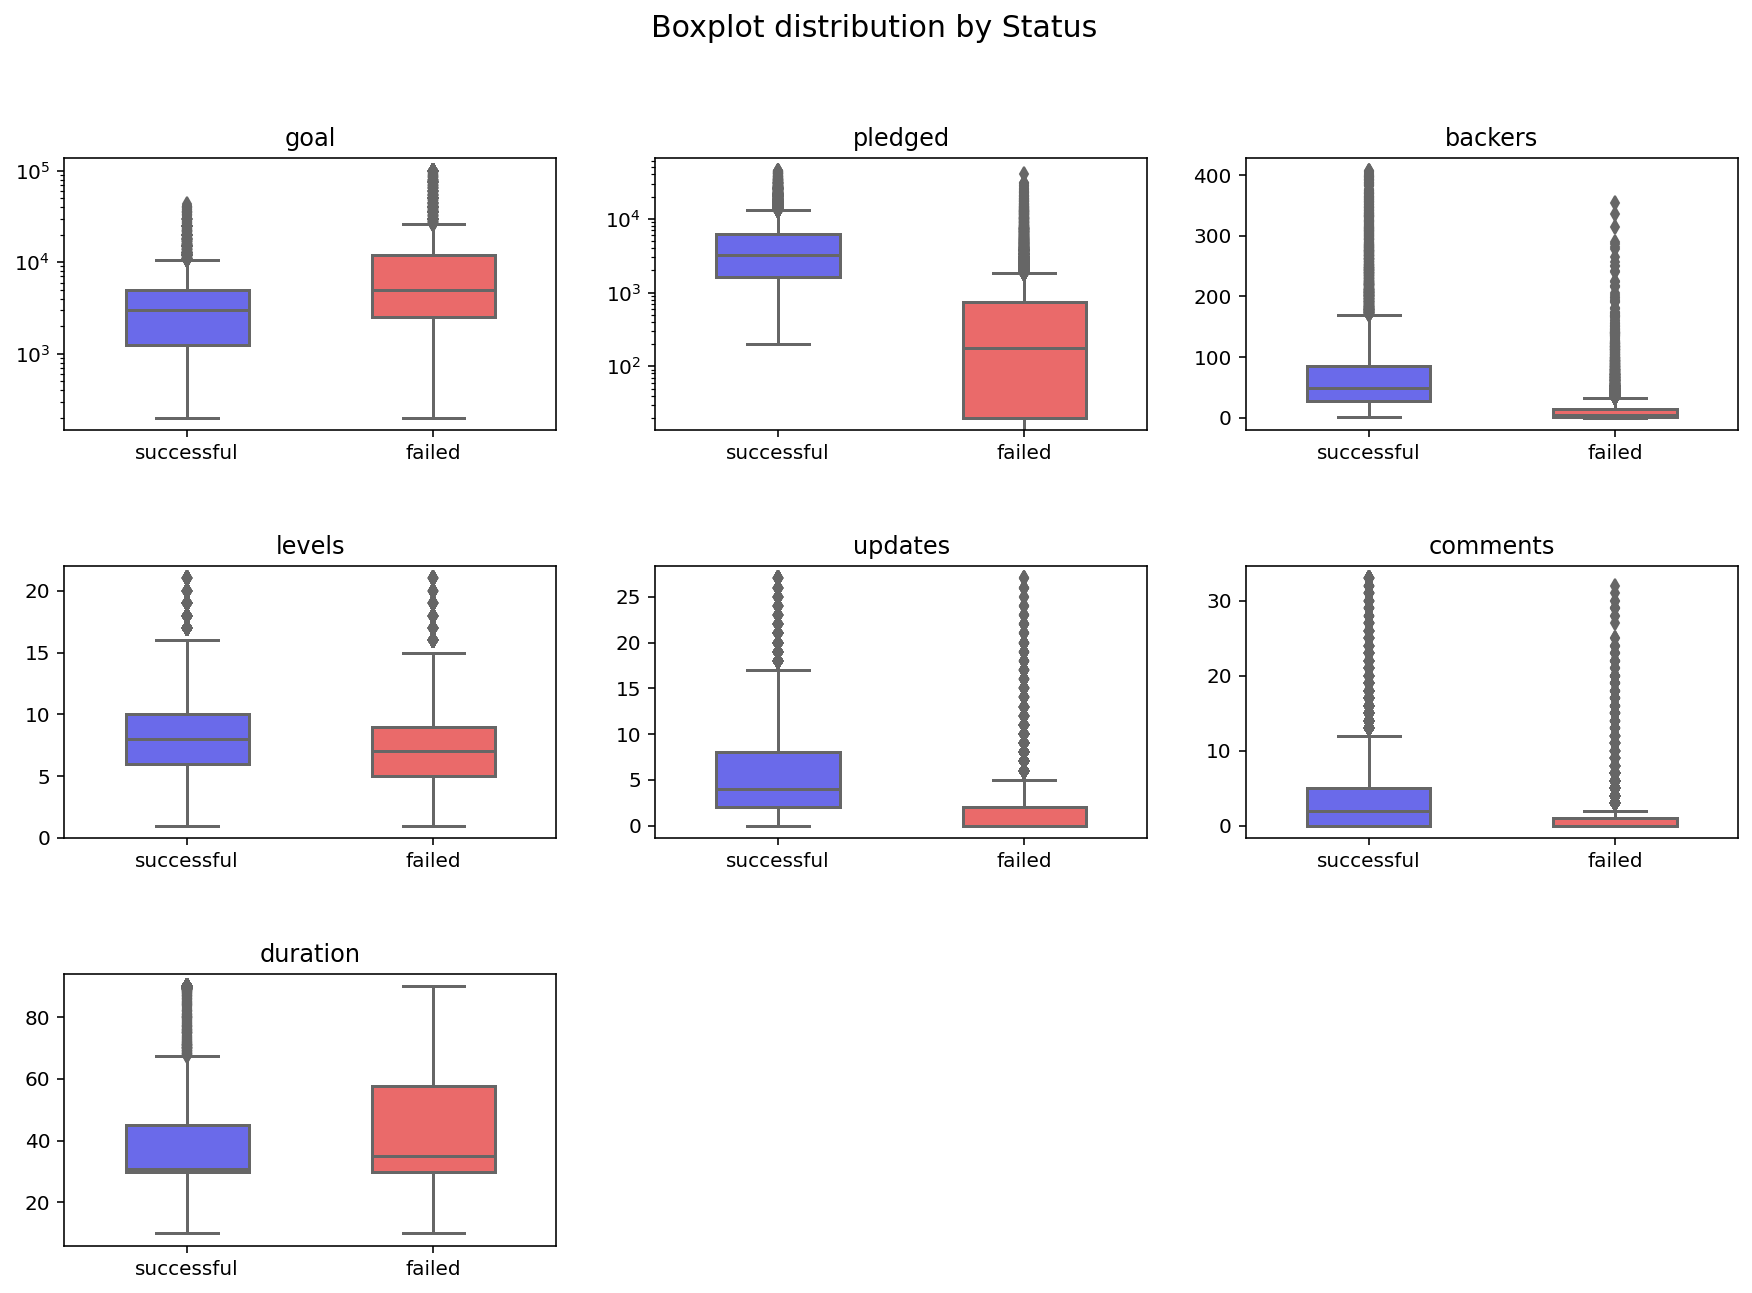 Boxplot distribution by Status
goal
10^5
10^4
10^3
successful failed
pledged
10^4
10^3
10^2
successful failed
backers
400
300
200
100
0
successful failed
levels
20
15
10
5
0
successful failed
updates
25
20
15
10
5
0
successful failed
comments
30
20
10
0
successful failed
duration
80
60
40
20
successful failed